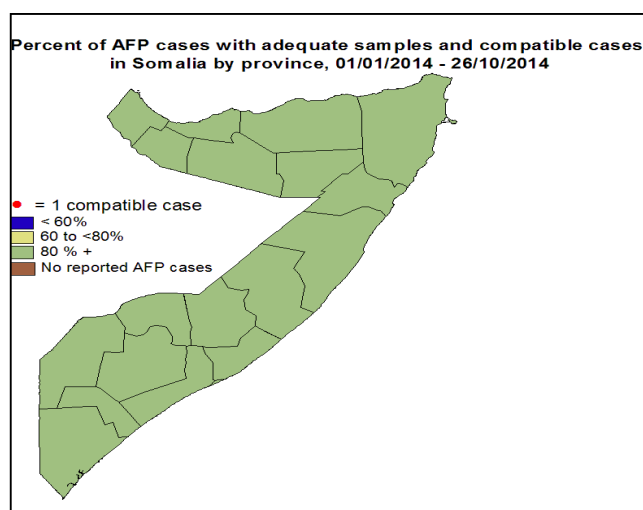 Percent of AFP cases with adequate samples and compatible cases
in Somalia by province, 01/01/2014 - 26/10/2014
= 1 compatible case
< 60%
60 to <80%
80 % +
No reported AFP cases